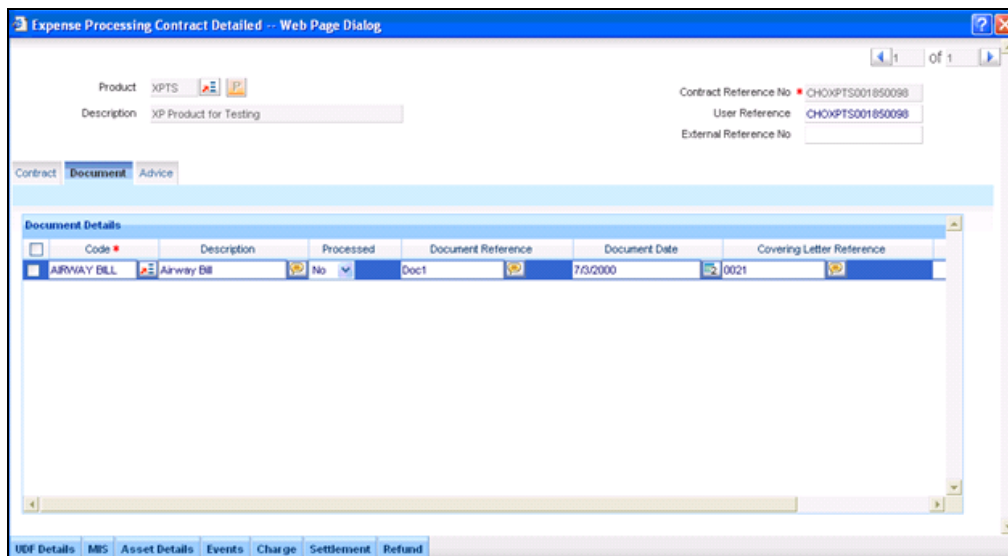 Expense Processing Contract Detailed -- Web Page Dialog
1 of 1
Product XPTS P
Contract Reference No * CHOXPTS001850098
Description XP Product for Testing
User Reference CHOXPTS001850098
External Reference No
Contract Document Advice
Document Details
Code * Description Processed Document Reference Document Date Covering Letter Reference
AIRWAY BILL Airway Bill No Doc1 7/3/2000 0021
UDF Details MIS Asset Details Events Charge Settlement Refund